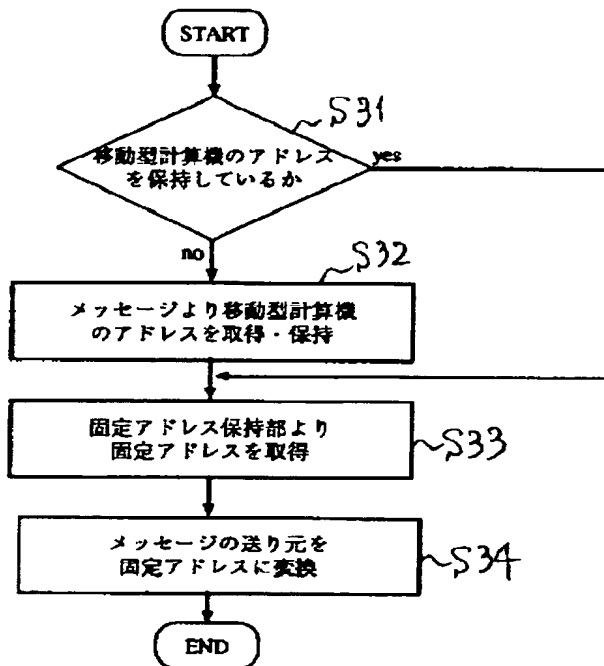 START
S31
移動型計算機のアドレス
を保持しているか
yes
no
S32
メッセージより移動型計算機
のアドレスを取得・保持
固定アドレス保持部より
固定アドレスを取得
S33
メッセージの送り元を
固定アドレスに変換
S34
END